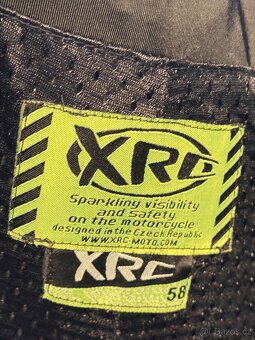 XRC
Sparkling visibility
and safety
on the motorcycle
designed in the Czech Republic
WWW.XRC-MOTO.COM
XRC
58